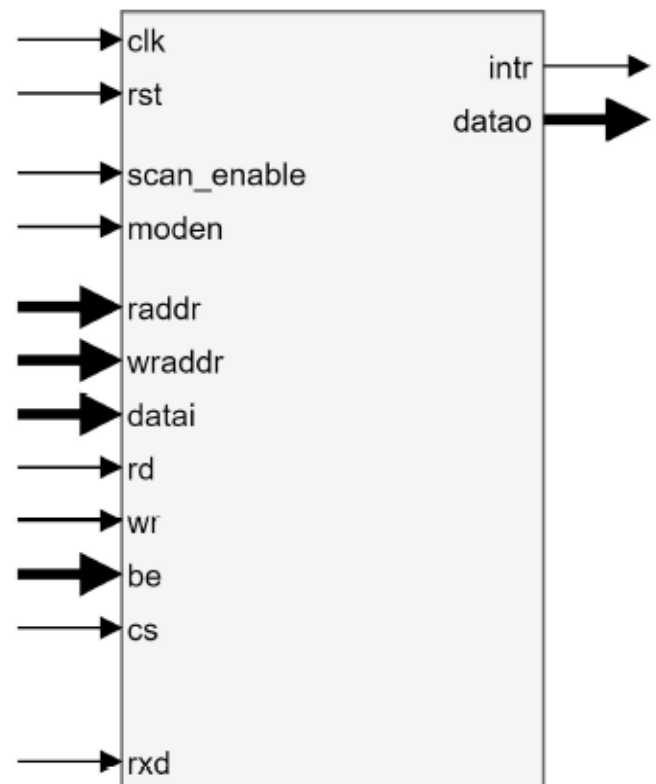 clk
rst
scan_enable
moden
raddr
wraddr
datai
rd
wr
be
cs
rxd
intr
datao